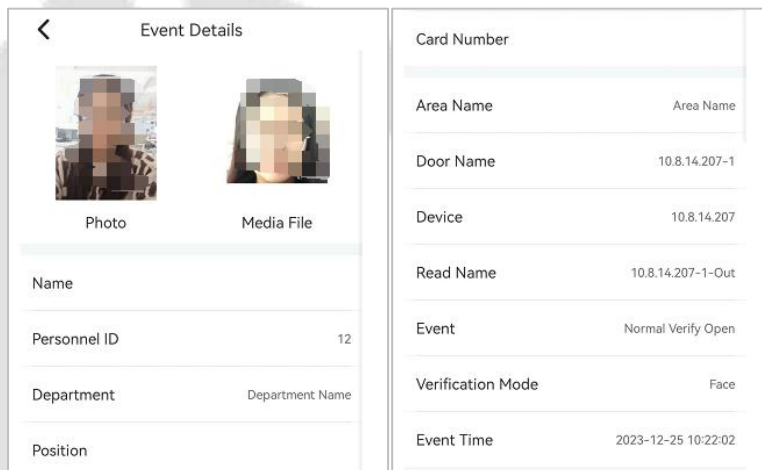 Event Details
Photo Media File
Name
Personnel ID 12
Department Department Name
Position
Card Number
Area Name Area Name
Door Name 10.8.14.207-1
Device 10.8.14.207
Read Name 10.8.14.207-1-Out
Event Normal Verify Open
Verification Mode Face
Event Time 2023-12-25 10:22:02